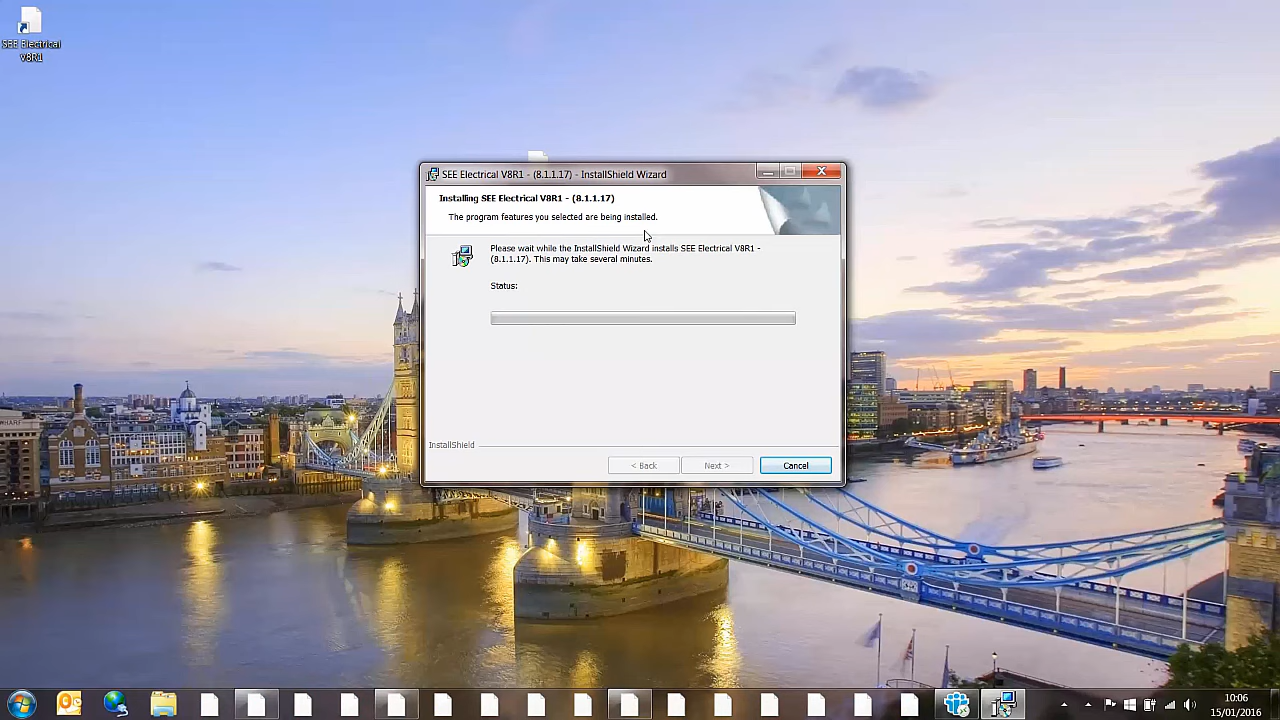 SEE Electrical
V8R1
SEE Electrical V8R1 - (8.1.1.17) - InstallShield Wizard
Installing SEE Electrical V8R1 - (8.1.1.17)
The program features you selected are being installed.
Please wait while the InstallShield Wizard installs SEE Electrical V8R1 -
(8.1.1.17). This may take several minutes.
Status:
InstallShield
< Back
Next >
Cancel
10:06
15/01/2016